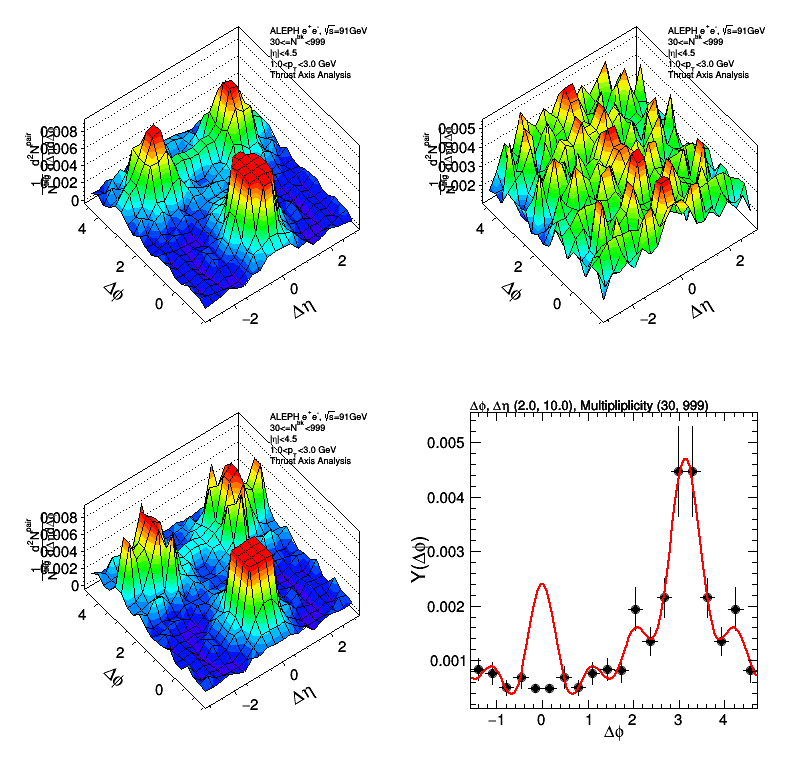 ALEPH e⁺e⁻, √s=91GeV
30<=N^trk<999
|η|<4.5
1.0<p_T<3.0 GeV
Thrust Axis Analysis
0.008
0.006
0.004
0.002
0
4
2
0
Δϕ
−2
0
2
Δη
ALEPH e⁺e⁻, √s=91GeV
30<=N^trk<999
|η|<4.5
1.0<p_T<3.0 GeV
Thrust Axis Analysis
0.005
0.004
0.003
0.002
4
2
0
Δϕ
−2
0
2
Δη
ALEPH e⁺e⁻, √s=91GeV
30<=N^trk<999
|η|<4.5
1.0<p_T<3.0 GeV
Thrust Axis Analysis
0.008
0.006
0.004
0.002
0
4
2
0
Δϕ
−2
0
2
Δη
Δϕ, Δη (2.0, 10.0), Multipliplicity (30, 999)
Y(Δϕ)
0.005
0.004
0.003
0.002
0.001
−1
0
1
2
3
4
Δϕ